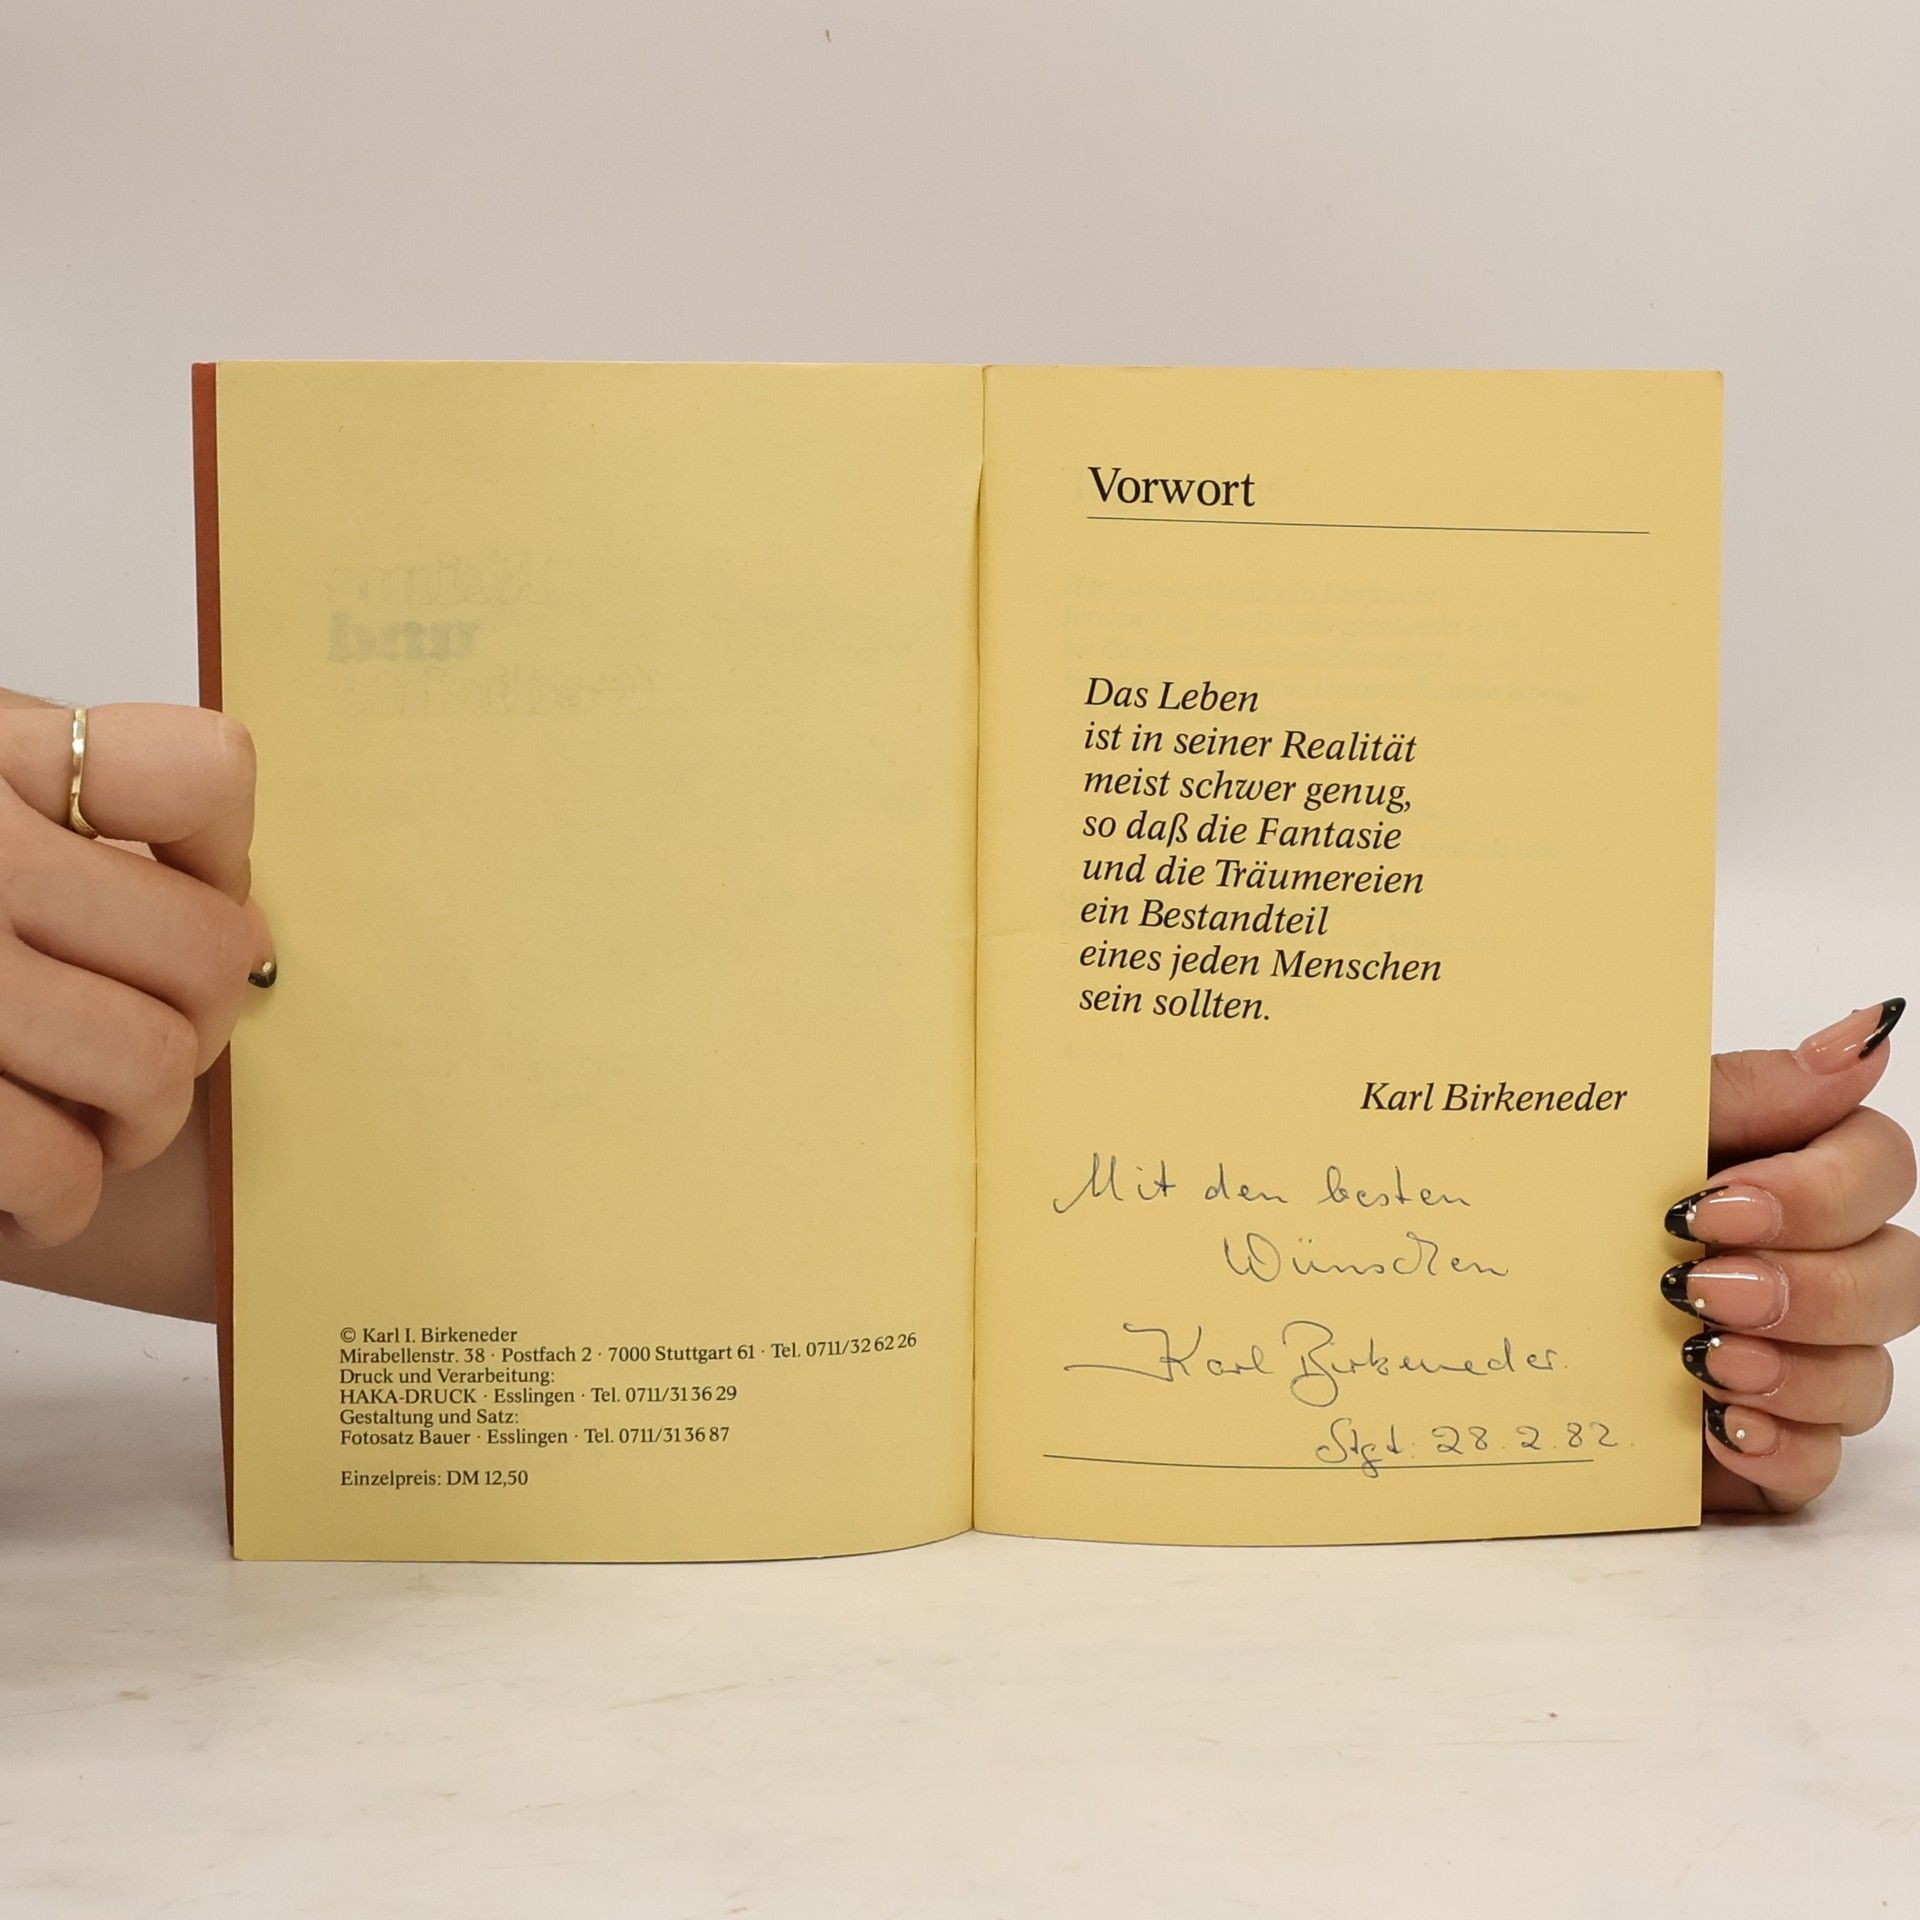 © Karl I. Birkeneder
Mirabellenstr. 38 · Postfach 2 · 7000 Stuttgart 61 · Tel. 0711/32 62 26
Druck und Verarbeitung:
HAKA-DRUCK · Esslingen · Tel. 0711/31 36 29
Gestaltung und Satz:
Fotosatz Bauer · Esslingen · Tel. 0711/31 36 87
Einzelpreis: DM 12,50
Vorwort
Das Leben
ist in seiner Realität
meist schwer genug,
so daß die Fantasie
und die Träumereien
ein Bestandteil
eines jeden Menschen
sein sollten.
Karl Birkeneder
Mit den besten
Wünschen
Karl Birkeneder.
Stgt. 28.2.82.